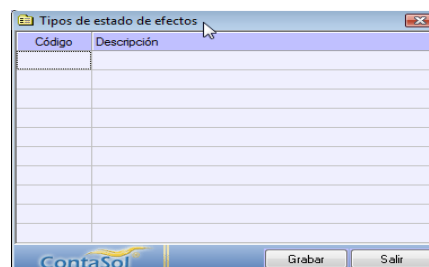 Tipos de estado de efectos
Código Descripción
ContaSol Grabar Salir